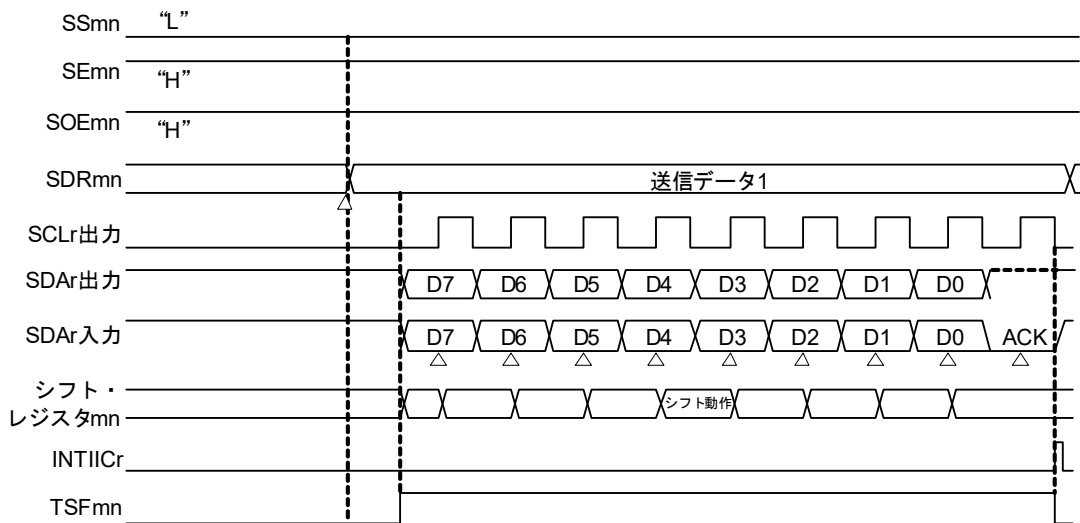 SSmn “L”
SEmn “H”
SOEmn “H”
SDRmn 送信データ1
SCLr出力
SDAr出力 D7 D6 D5 D4 D3 D2 D1 D0
SDAr入力 D7 D6 D5 D4 D3 D2 D1 D0 ACK
シフト・
レジスタmn シフト動作
INTIICr
TSFmn